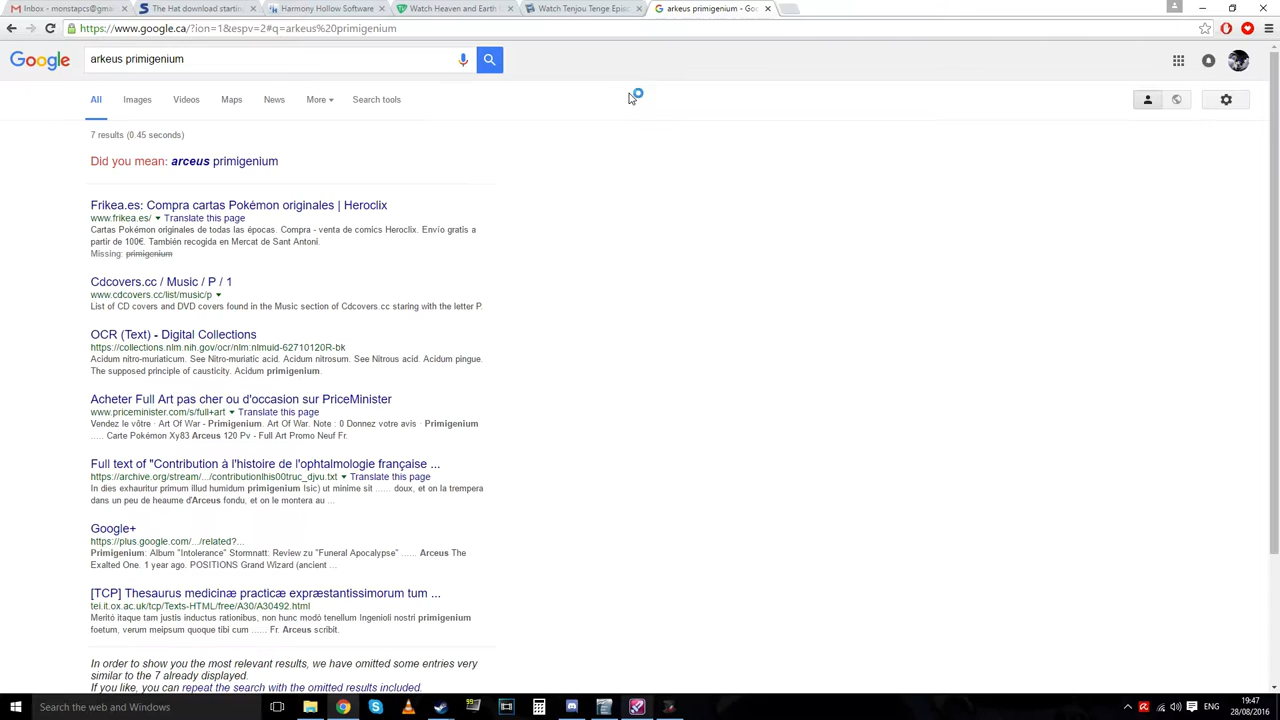 Inbox - monstapcs@gma
The Hat download startin
Harmony Hollow Software
Watch Heaven and Earth
Watch Tenjou Tenge Epis
arkeus primigenium - Go
https://www.google.ca/?ion=1&espv=2#q=arkeus%20primigenium
Google
arkeus primigenium
All Images Videos Maps News More Search tools
7 results (0.45 seconds)
Did you mean: arceus primigenium
Frikea.es: Compra cartas Pokémon originales | Heroclix
www.frikea.es/ Translate this page
Cartas Pokémon originales de todas las épocas. Compra - venta de comics Heroclix. Envío gratis a
partir de 100€. También recogida en Mercat de Sant Antoni.
Missing: primigenium
Cdcovers.cc / Music / P / 1
www.cdcovers.cc/list/music/p
List of CD covers and DVD covers found in the Music section of Cdcovers.cc staring with the letter P.
OCR (Text) - Digital Collections
https://collections.nlm.nih.gov/ocr/nlm:nlmuid-62710120R-bk
Acidum nitro-muriaticum. See Nitro-muriatic acid. Acidum nitrosum. See Nitrous acid. Acidum pingue.
The supposed principle of causticity. Acidum primigenium.
Acheter Full Art pas cher ou d'occasion sur PriceMinister
www.priceminister.com/s/full+art Translate this page
Vendez le vôtre · Art Of War - Primigenium. Art Of War. Note : 0 Donnez votre avis · Primigenium
..... Carte Pokémon Xy83 Arceus 120 Pv - Full Art Promo Neuf Fr.
Full text of "Contribution à l'histoire de l'ophtalmologie française ...
https://archive.org/stream/.../contributionlhis00truc_djvu.txt Translate this page
In dies exhauritur primum illud humidum primigenium Isic) ut minime sit ...... doux, et on la trempera
dans un peu de heaume d'Arceus fondu, et on le montera au ...
Google+
https://plus.google.com/.../related?...
Primigenium: Album "Intolerance" Stormnatt: Review zu "Funeral Apocalypse" ...... Arceus The
Exalted One. 1 year ago. POSITIONS Grand Wizard (ancient ...
[TCP] Thesaurus medicinæ practicæ expræstantissimorum tum ...
tei.it.ox.ac.uk/tcp/Texts-HTML/free/A30/A30492.html
Meritò itaque tam justis inductus rationibus, non hunc modò tenellum Ingenioli nostri primigenium
foetum, verum meipsum quoque tibi cum ...... Fr. Arceus scribit.
In order to show you the most relevant results, we have omitted some entries very
similar to the 7 already displayed.
If you like, you can repeat the search with the omitted results included.
Search the web and Windows
ENG
19:47
28/08/2016